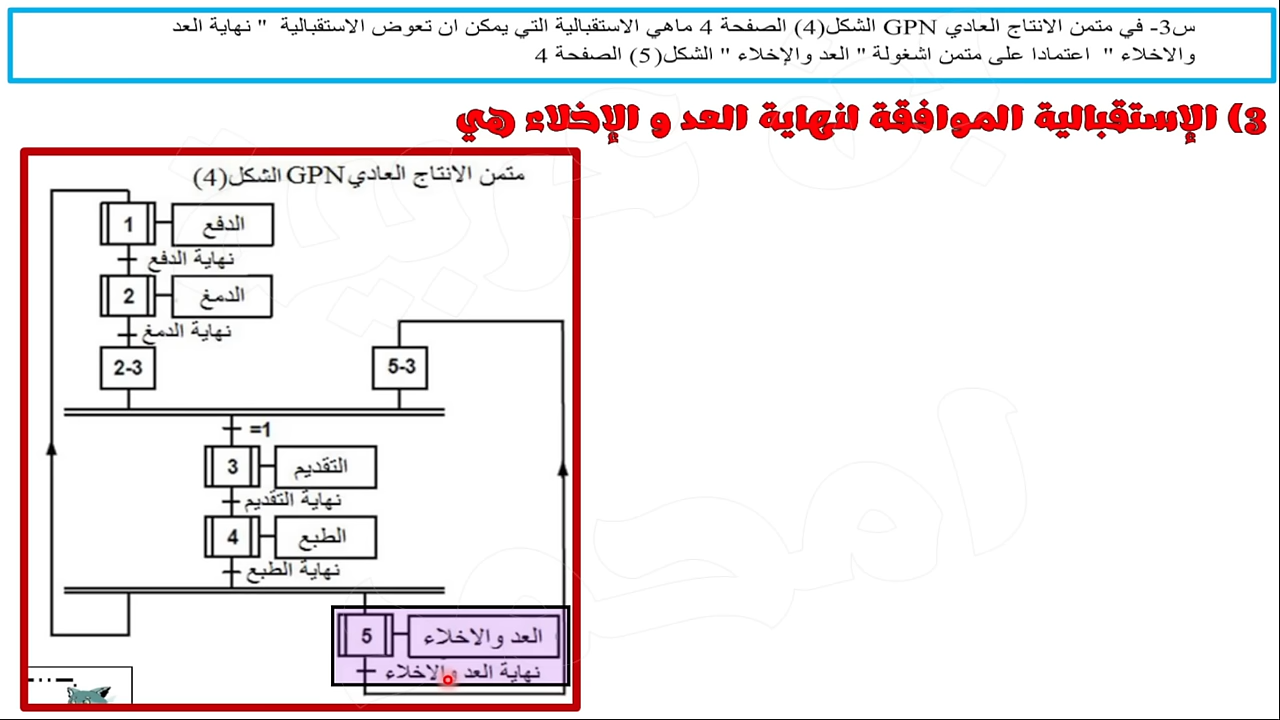 س3- في متمن الانتاج العادي GPN الشكل(4) الصفحة 4 ماهي الاستقبالية التي يمكن ان تعوض الاستقبالية " نهاية العد
والاخلاء " اعتمادا على متمن اشغولة " العد والإخلاء " الشكل(5) الصفحة 4
3) الإستقبالية الموافقة لنهاية العد و الإخلاء هي
متمن الانتاج العادي GPN الشكل(4)
1 الدفع
نهاية الدفع
2 الدمغ
نهاية الدمغ
2-3 5-3
=1
3 التقديم
نهاية التقديم
4 الطبع
نهاية الطبع
5 العد والاخلاء
نهاية العد والاخلاء